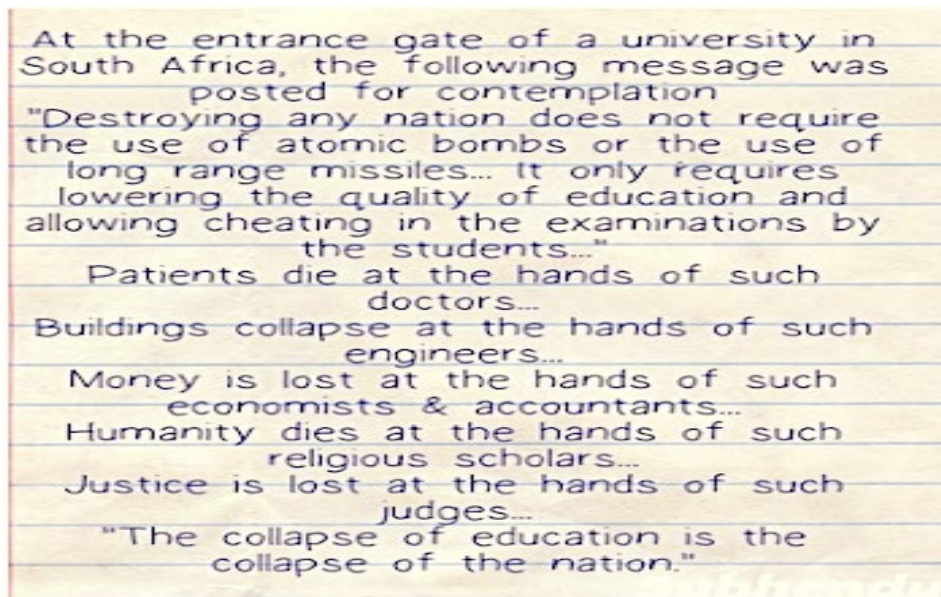 At the entrance gate of a university in
South Africa, the following message was
posted for contemplation
"Destroying any nation does not require
the use of atomic bombs or the use of
long range missiles... It only requires
lowering the quality of education and
allowing cheating in the examinations by
the students..."
Patients die at the hands of such
doctors...
Buildings collapse at the hands of such
engineers...
Money is lost at the hands of such
economists & accountants...
Humanity dies at the hands of such
religious scholars...
Justice is lost at the hands of such
judges...
"The collapse of education is the
collapse of the nation."